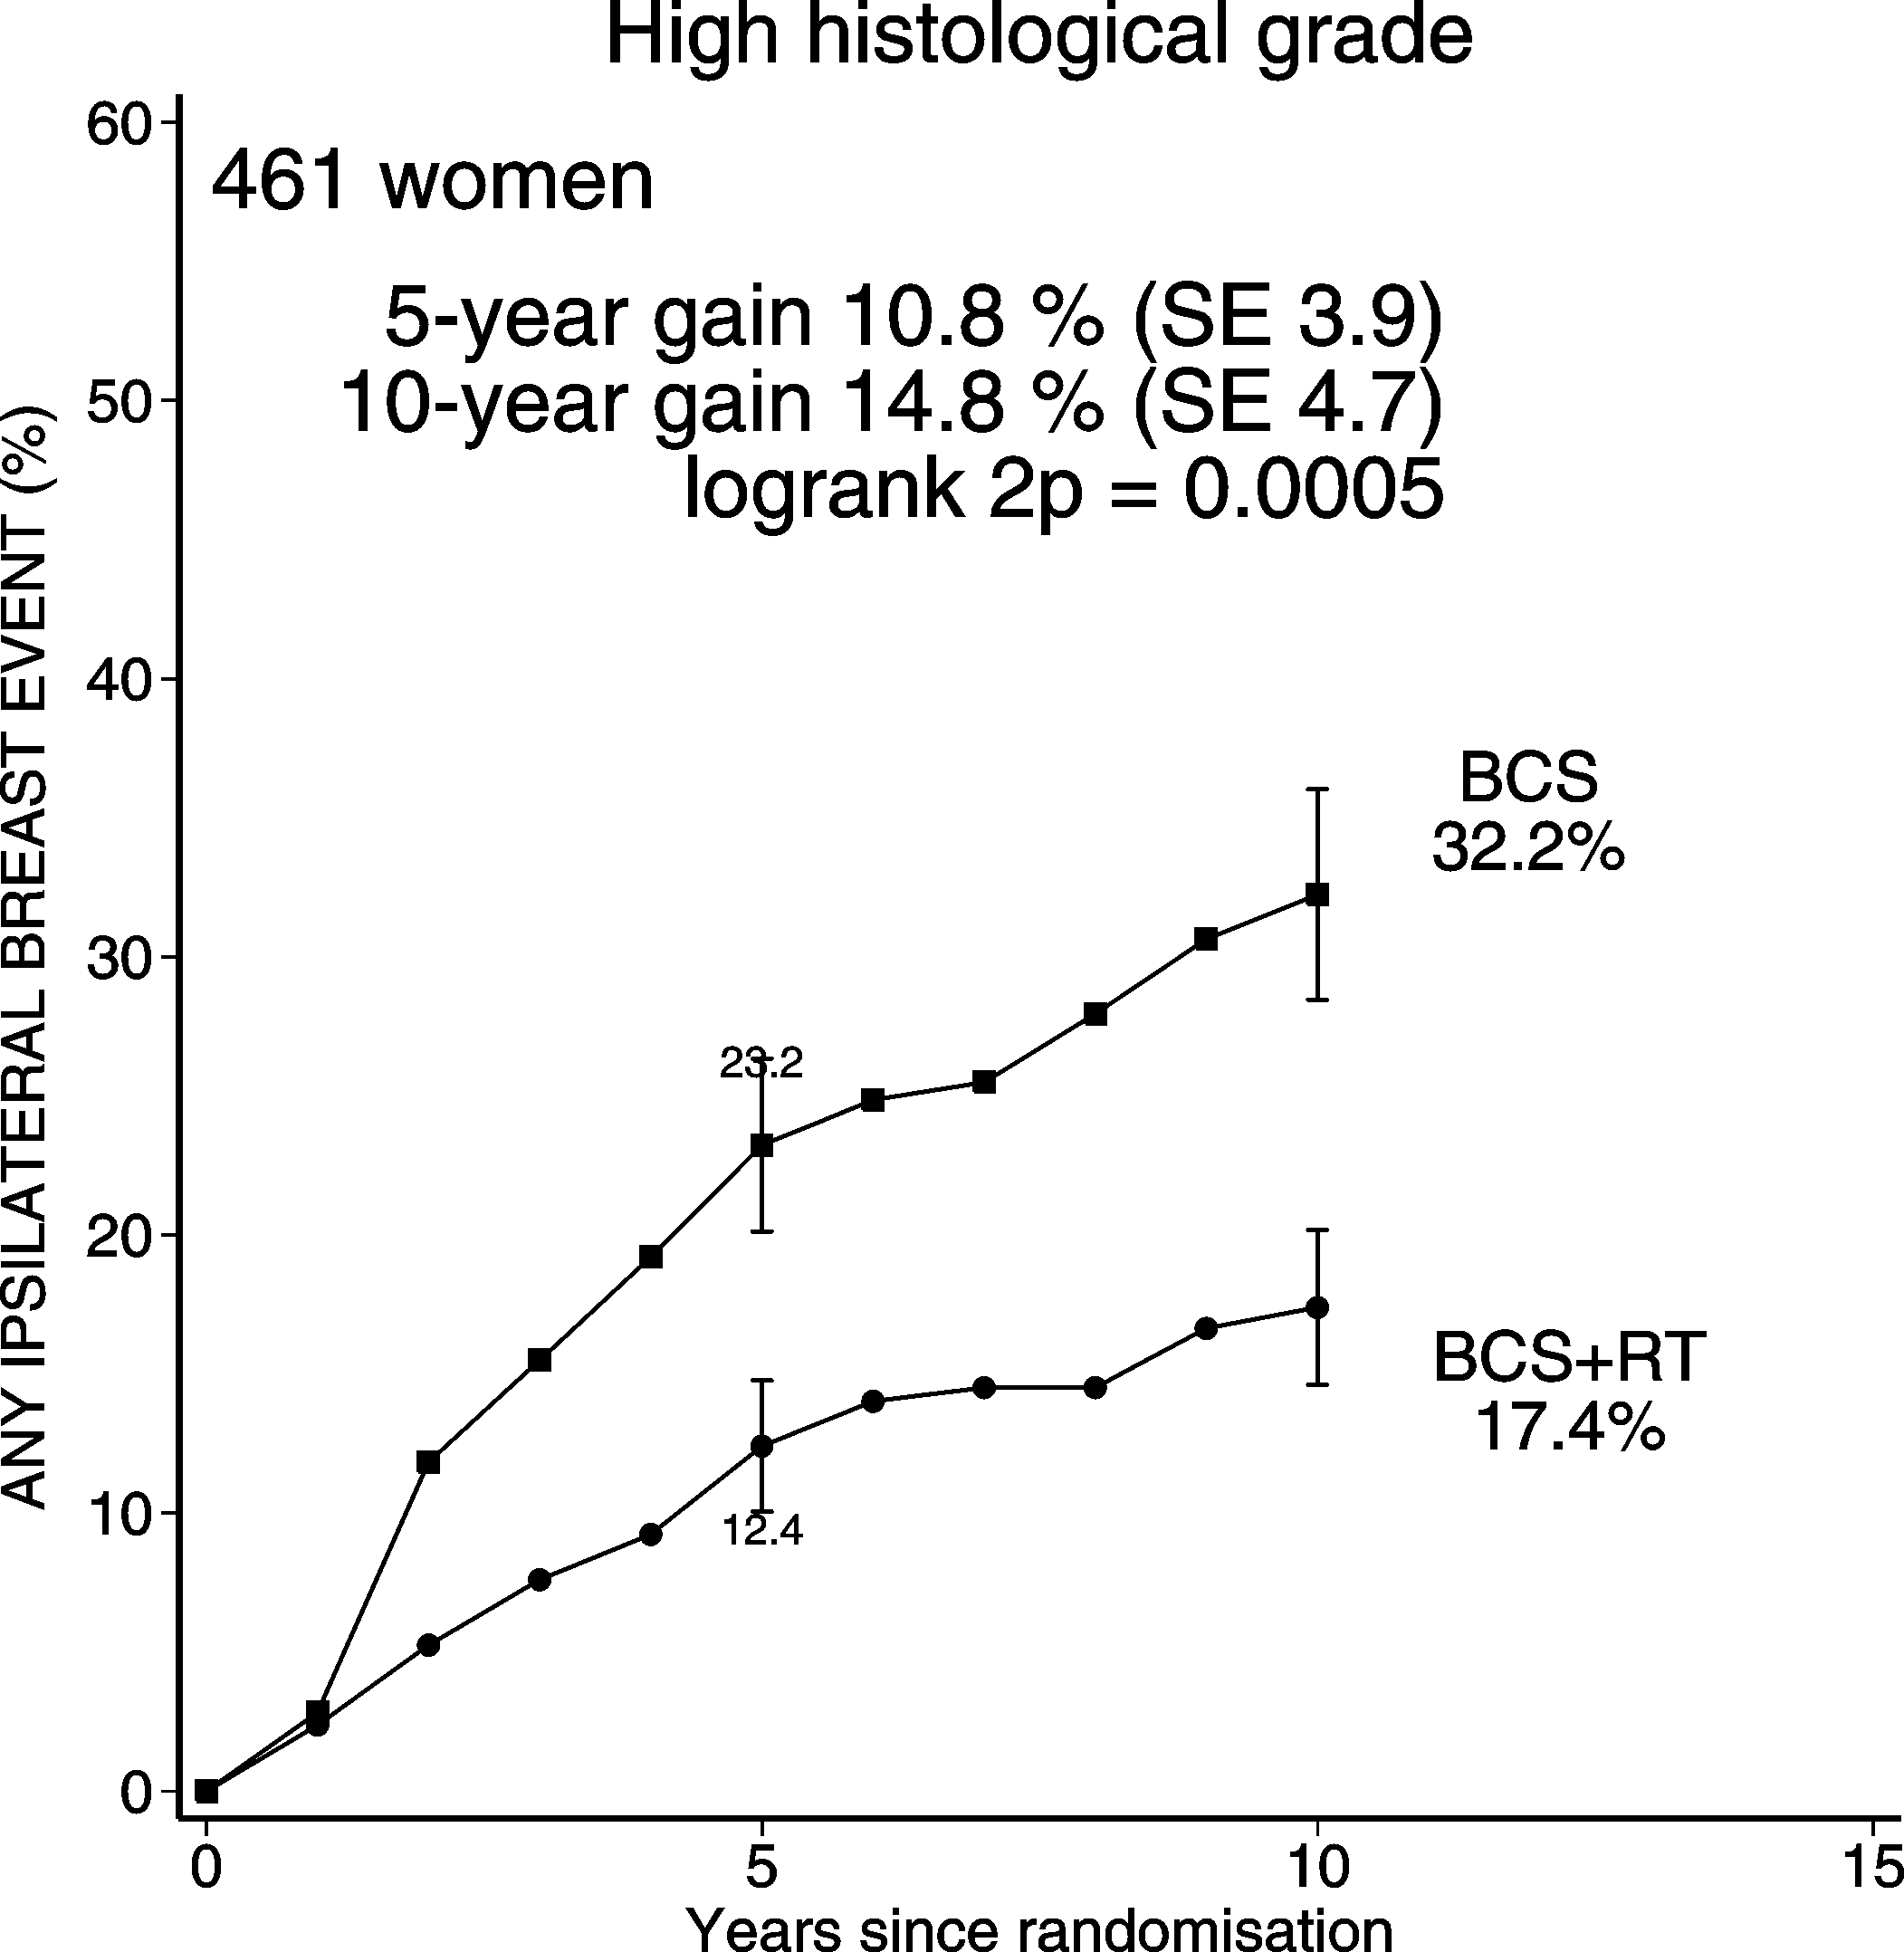 High histological grade
461 women
5-year gain 10.8 % (SE 3.9)
10-year gain 14.8 % (SE 4.7)
logrank 2p = 0.0005
ANY IPSILATERAL BREAST EVENT (%)
60
50
40
30
20
10
0
BCS
32.2%
23.2
BCS+RT
17.4%
12.4
0 5 10 15
Years since randomisation